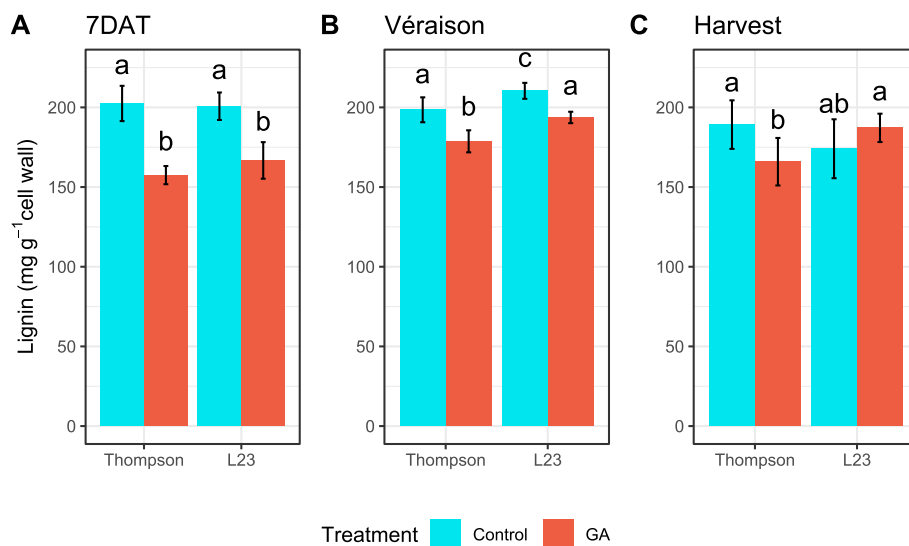 A 7DAT
B Véraison
C Harvest
Lignin (mg g⁻¹cell wall)
200
150
100
50
0
a
b
a
b
Thompson
L23
200
150
100
50
0
a
b
c
a
Thompson
L23
200
150
100
50
0
a
b
ab
a
Thompson
L23
Treatment Control GA